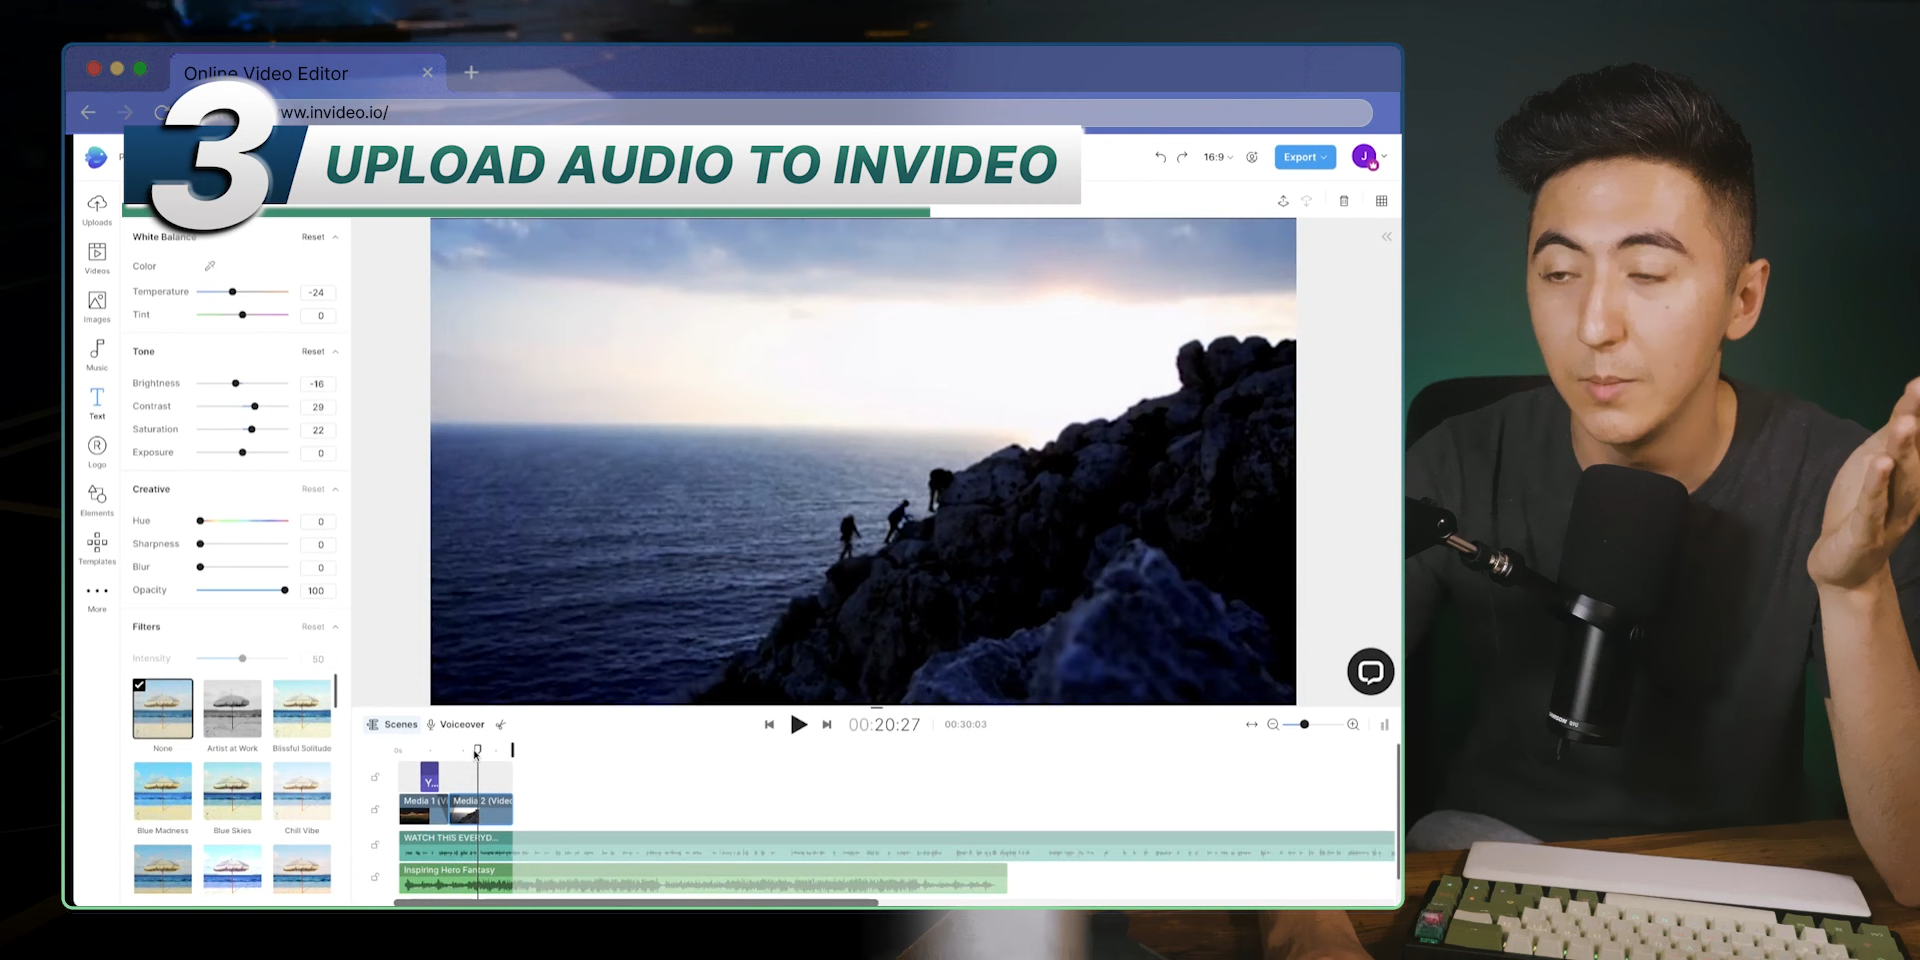 Online Video Editor
ww.invideo.io/
3
UPLOAD AUDIO TO INVIDEO
16:9
Export
J
Uploads
Videos
Images
Music
Text
Logo
Elements
Templates
More
White Balance
Reset
Color
Temperature
-24
Tint
0
Tone
Reset
Brightness
-16
Contrast
29
Saturation
22
Exposure
0
Creative
Reset
Hue
0
Sharpness
0
Blur
0
Opacity
100
Filters
Reset
Intensity
50
None
Artist at Work
Blissful Solitude
Blue Madness
Blue Skies
Chill Vibe
Scenes
Voiceover
00:20:27
00:30:03
0s
Y...
Media 1 (Vi
Media 2 (Video
WATCH THIS EVERYD...
Inspiring Hero Fantasy
SAMSON